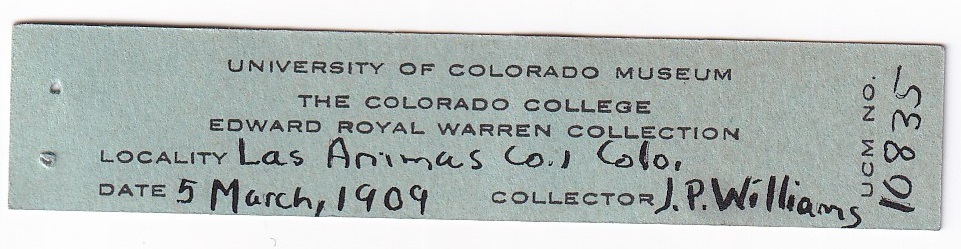 UNIVERSITY OF COLORADO MUSEUM
THE COLORADO COLLEGE
EDWARD ROYAL WARREN COLLECTION
LOCALITY Las Animas Co., Colo.
DATE 5 March, 1909 COLLECTOR J.P. Williams
UCM NO. 10835